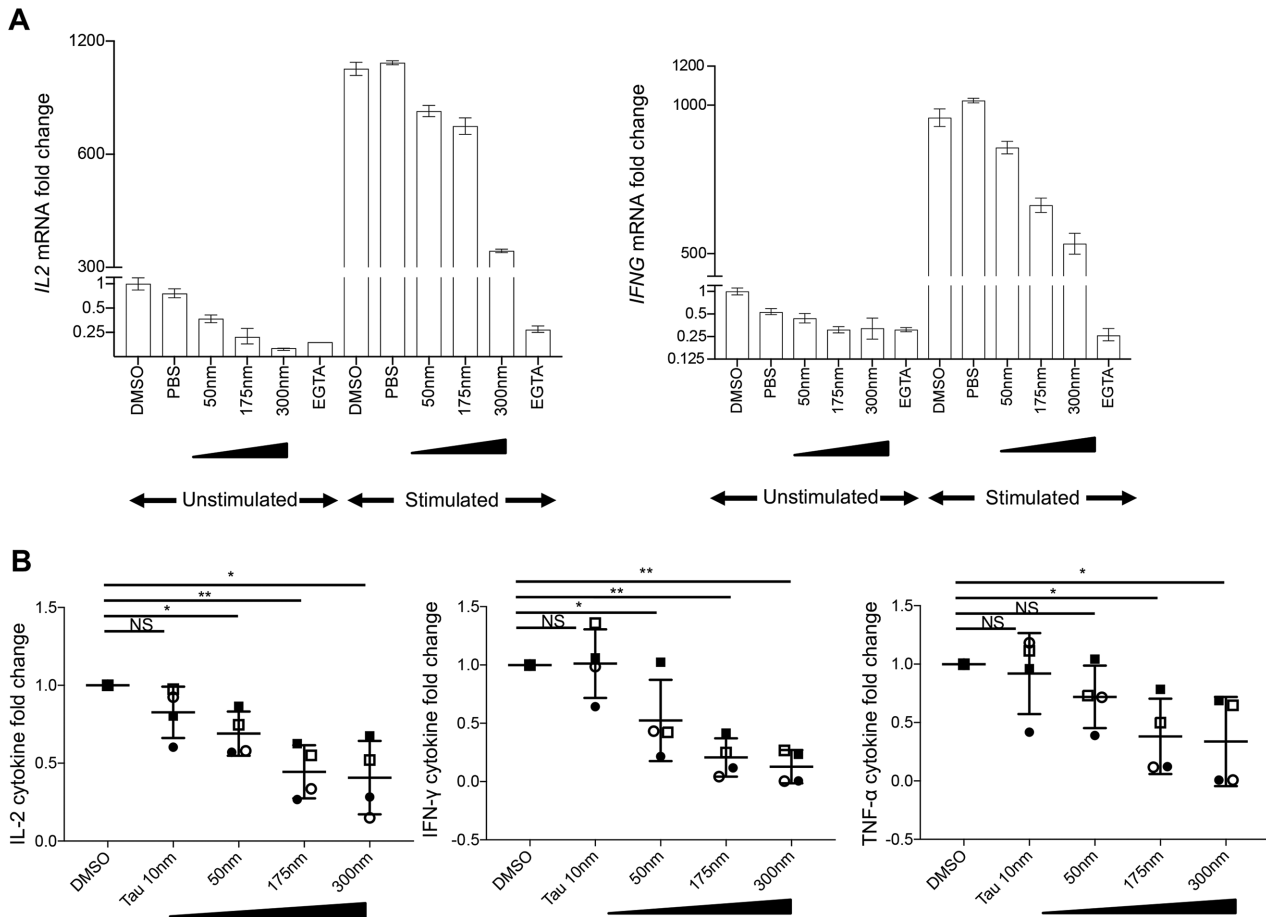 A
IL2 mRNA fold change
1200
600
300
1
0.5
0.25
DMSO
PBS
50nm
175nm
300nm
EGTA
DMSO
PBS
50nm
175nm
300nm
EGTA
Unstimulated
Stimulated
IFNG mRNA fold change
1200
1000
500
1
0.5
0.25
0.125
DMSO
PBS
50nm
175nm
300nm
EGTA
DMSO
PBS
50nm
175nm
300nm
EGTA
Unstimulated
Stimulated
B
IL-2 cytokine fold change
1.5
1.0
0.5
0.0
*
**
*
NS
DMSO
Tau 10nm
50nm
175nm
300nm
IFN-γ cytokine fold change
1.5
1.0
0.5
0.0
-0.5
**
**
*
NS
DMSO
Tau 10nm
50nm
175nm
300nm
TNF-α cytokine fold change
1.5
1.0
0.5
0.0
-0.5
*
*
NS
NS
DMSO
Tau 10nm
50nm
175nm
300nm